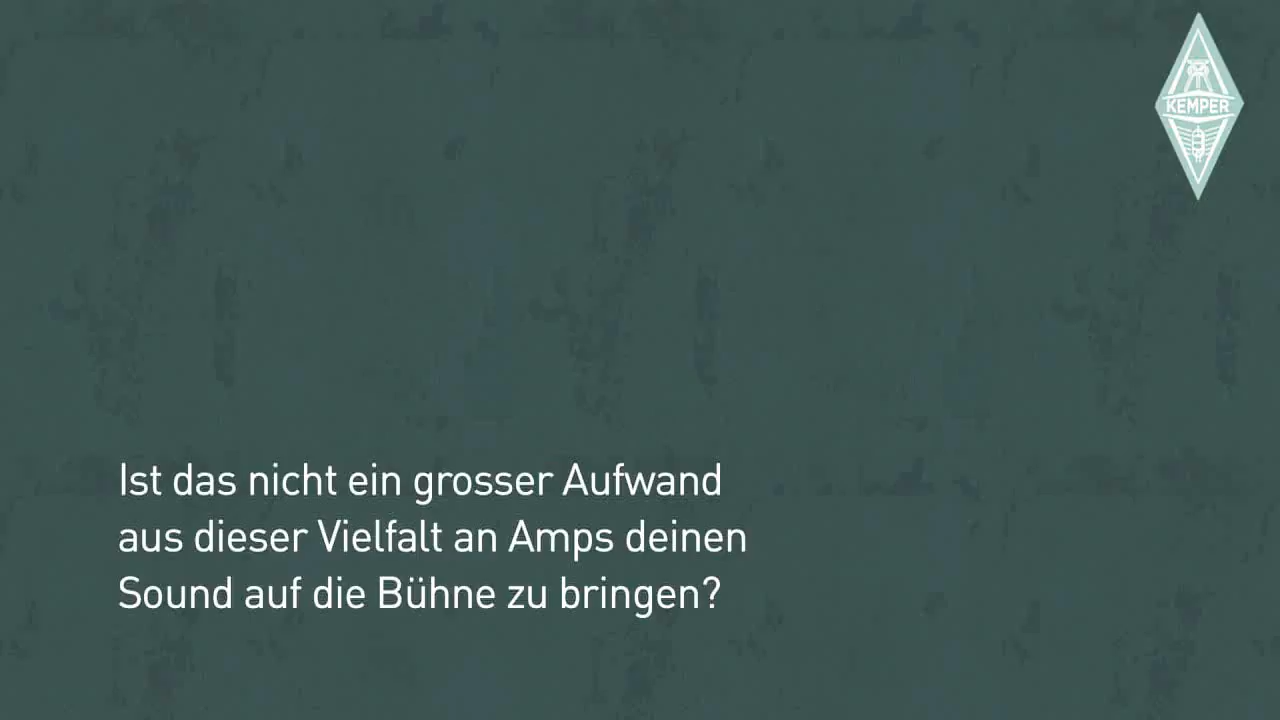 KEMPER
Ist das nicht ein grosser Aufwand
aus dieser Vielfalt an Amps deinen
Sound auf die Bühne zu bringen?